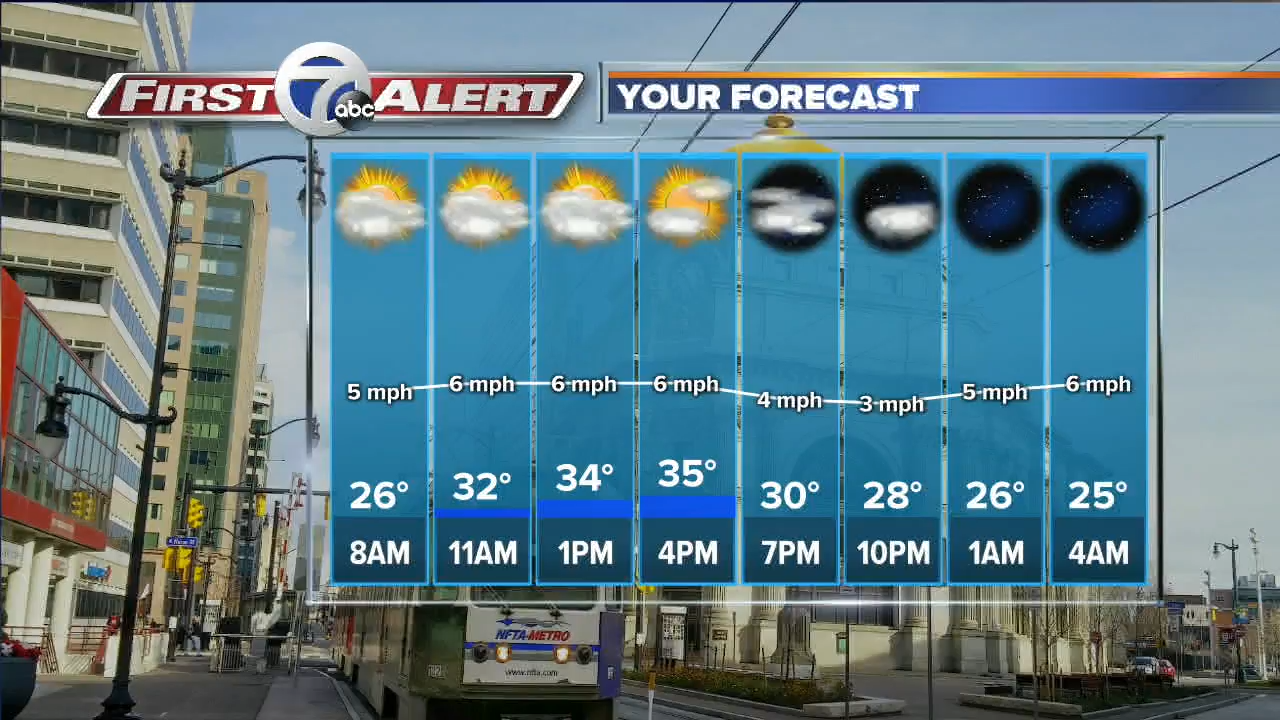 FIRST 7 abc ALERT
YOUR FORECAST
5 mph 6 mph 6 mph 6 mph 4 mph 3 mph 5 mph 6 mph
26° 32° 34° 35° 30° 28° 26° 25°
8AM 11AM 1PM 4PM 7PM 10PM 1AM 4AM
NFTA-METRO
www.nfta.com